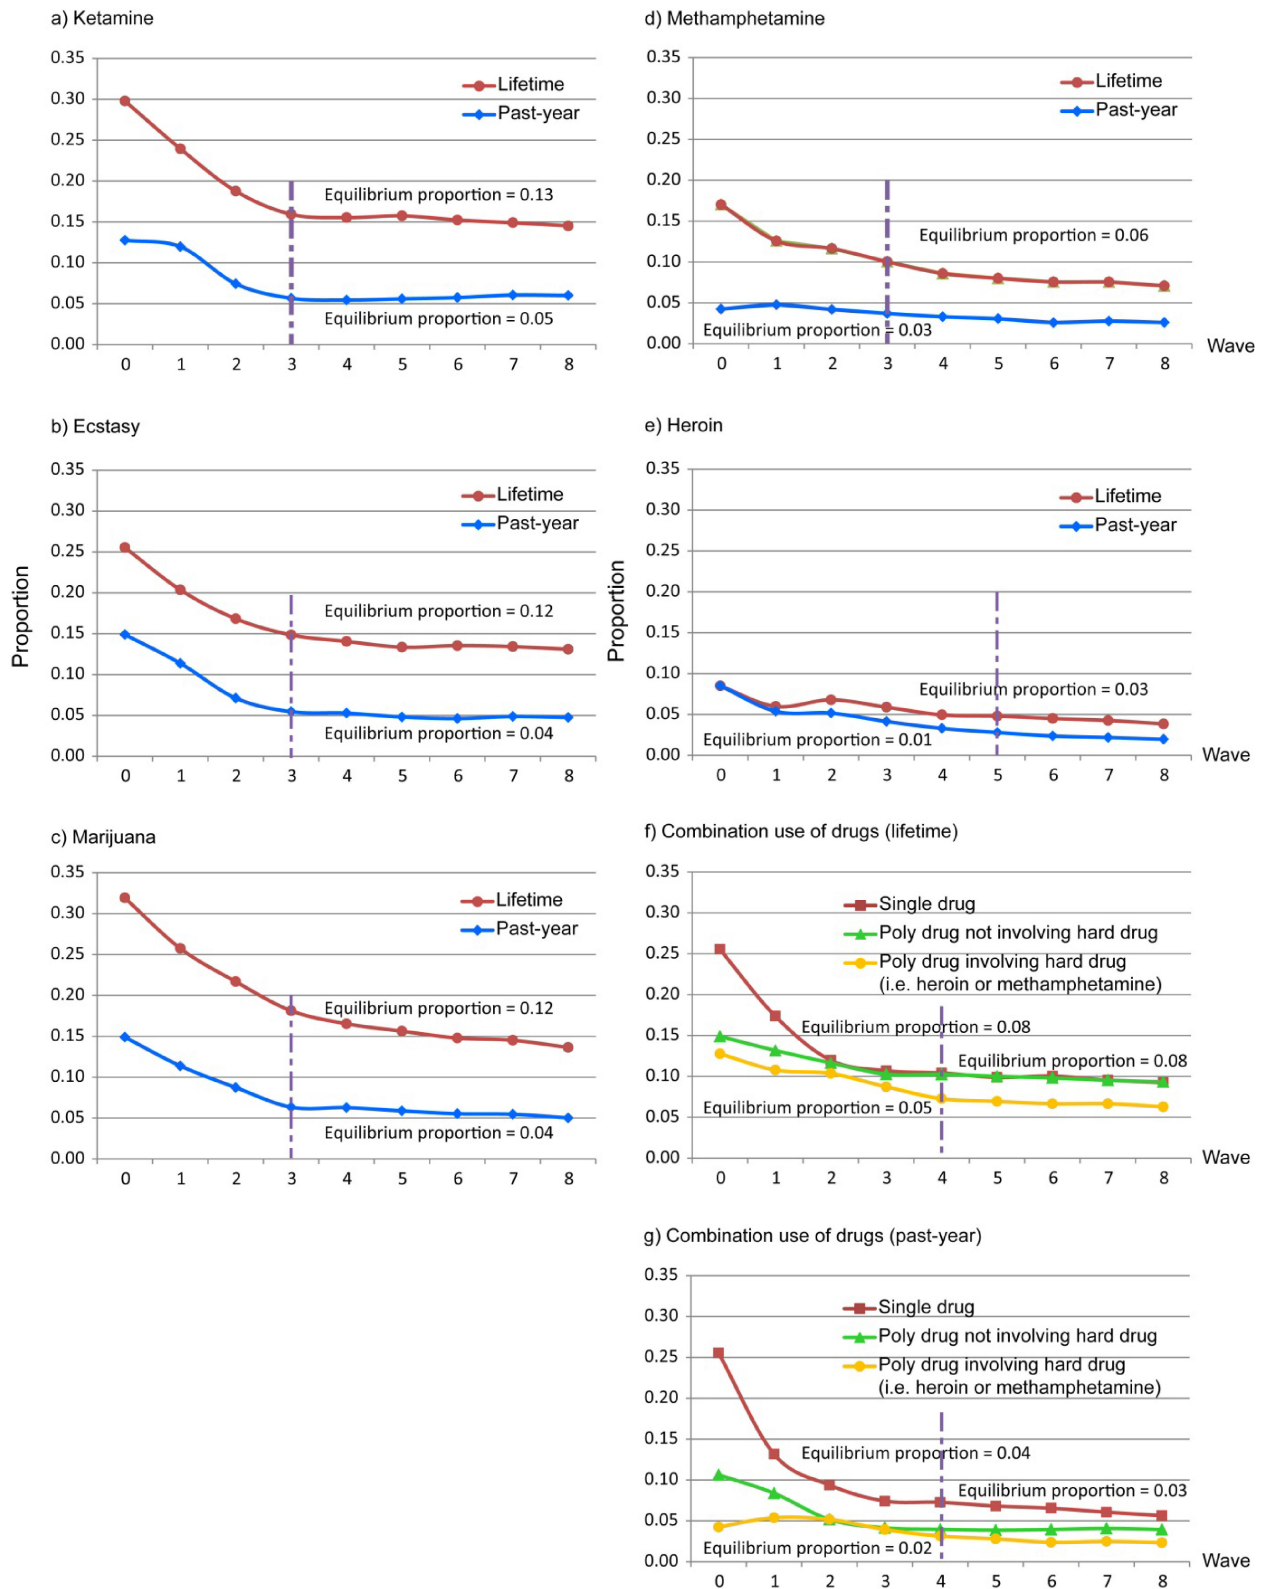 a) Ketamine
0.35
0.30
0.25
0.20
0.15
0.10
0.05
0.00
Lifetime
Past-year
Equilibrium proportion = 0.13
Equilibrium proportion = 0.05
0 1 2 3 4 5 6 7 8
b) Ecstasy
0.35
0.30
0.25
0.20
0.15
0.10
0.05
0.00
Proportion
Lifetime
Past-year
Equilibrium proportion = 0.12
Equilibrium proportion = 0.04
0 1 2 3 4 5 6 7 8
c) Marijuana
0.35
0.30
0.25
0.20
0.15
0.10
0.05
0.00
Lifetime
Past-year
Equilibrium proportion = 0.12
Equilibrium proportion = 0.04
0 1 2 3 4 5 6 7 8
d) Methamphetamine
0.35
0.30
0.25
0.20
0.15
0.10
0.05
0.00
Lifetime
Past-year
Equilibrium proportion = 0.06
Equilibrium proportion = 0.03
0 1 2 3 4 5 6 7 8
Wave
e) Heroin
0.35
0.30
0.25
0.20
0.15
0.10
0.05
0.00
Proportion
Lifetime
Past-year
Equilibrium proportion = 0.03
Equilibrium proportion = 0.01
0 1 2 3 4 5 6 7 8
Wave
f) Combination use of drugs (lifetime)
0.35
0.30
0.25
0.20
0.15
0.10
0.05
0.00
Single drug
Poly drug not involving hard drug
Poly drug involving hard drug
(i.e. heroin or methamphetamine)
Equilibrium proportion = 0.08
Equilibrium proportion = 0.08
Equilibrium proportion = 0.05
0 1 2 3 4 5 6 7 8
Wave
g) Combination use of drugs (past-year)
0.35
0.30
0.25
0.20
0.15
0.10
0.05
0.00
Single drug
Poly drug not involving hard drug
Poly drug involving hard drug
(i.e. heroin or methamphetamine)
Equilibrium proportion = 0.04
Equilibrium proportion = 0.03
Equilibrium proportion = 0.02
0 1 2 3 4 5 6 7 8
Wave